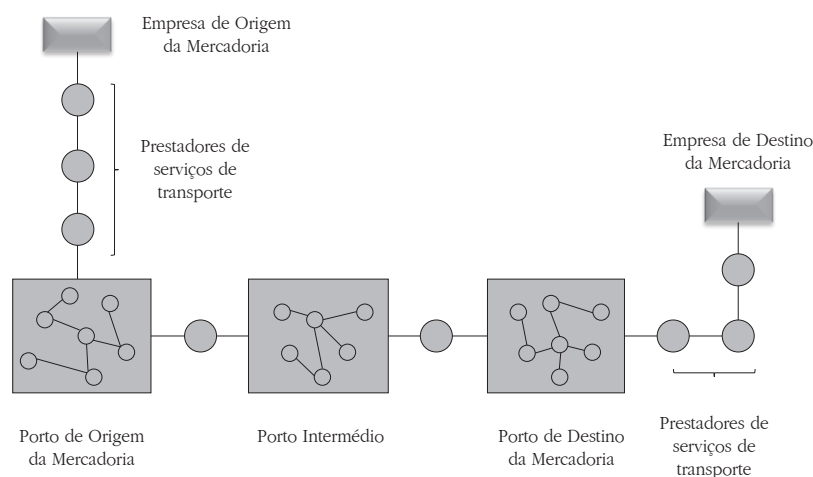 Empresa de Origem
da Mercadoria
Prestadores de
serviços de
transporte
Empresa de Destino
da Mercadoria
Porto de Origem
da Mercadoria
Porto Intermédio
Porto de Destino
da Mercadoria
Prestadores de
serviços de
transporte